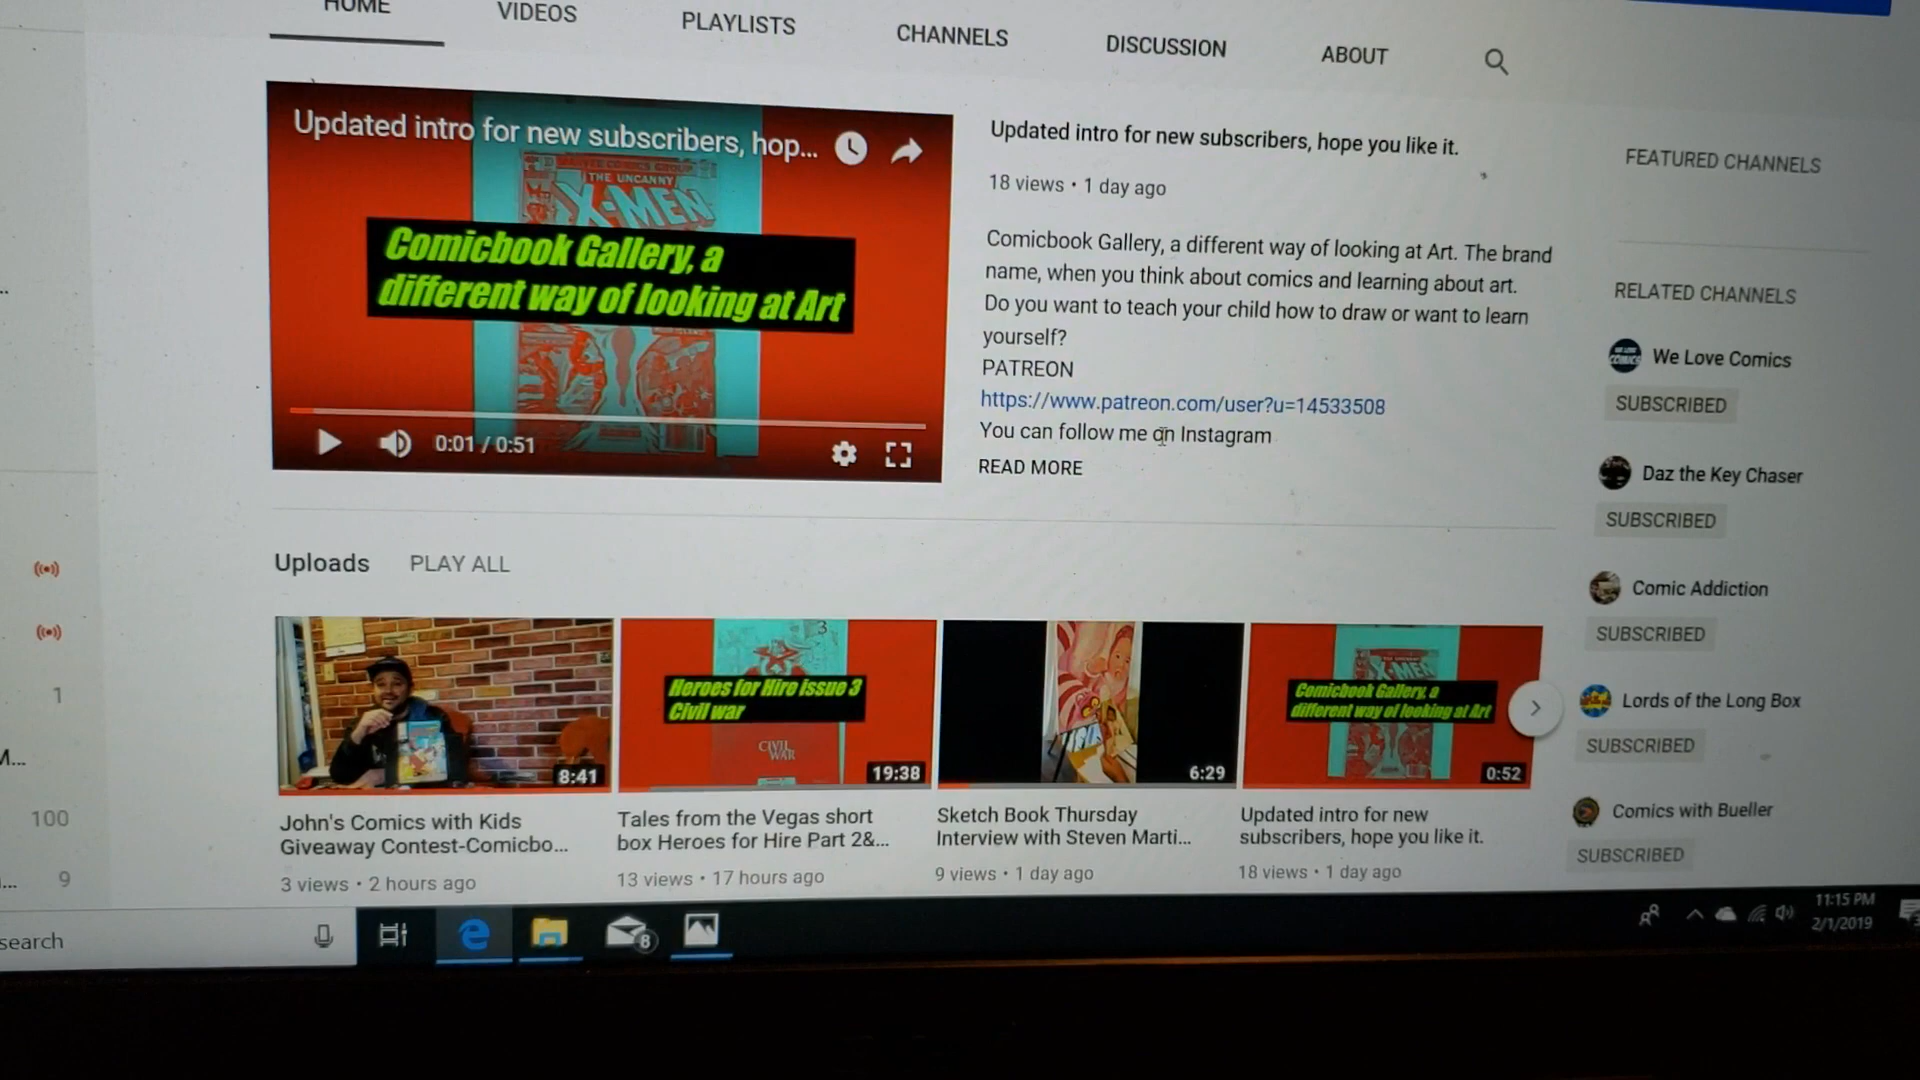 HOME
VIDEOS
PLAYLISTS
CHANNELS
DISCUSSION
ABOUT
Updated intro for new subscribers, hop...
THE UNCANNY
X-MEN
Comicbook Gallery, a
different way of looking at Art
0:01 / 0:51
Updated intro for new subscribers, hope you like it.
18 views • 1 day ago
Comicbook Gallery, a different way of looking at Art. The brand
name, when you think about comics and learning about art.
Do you want to teach your child how to draw or want to learn
yourself?
PATREON
https://www.patreon.com/user?u=14533508
You can follow me on Instagram
READ MORE
FEATURED CHANNELS
RELATED CHANNELS
We Love Comics
SUBSCRIBED
Daz the Key Chaser
SUBSCRIBED
Comic Addiction
SUBSCRIBED
Lords of the Long Box
SUBSCRIBED
Comics with Bueller
SUBSCRIBED
Uploads
PLAY ALL
8:41
John's Comics with Kids
Giveaway Contest-Comicbo...
3 views • 2 hours ago
3
Heroes for Hire issue 3
Civil war
CIVIL
WAR
19:38
Tales from the Vegas short
box Heroes for Hire Part 2&...
13 views • 17 hours ago
6:29
Sketch Book Thursday
Interview with Steven Marti...
9 views • 1 day ago
X-MEN
Comicbook Gallery, a
different way of looking at Art
0:52
Updated intro for new
subscribers, hope you like it.
18 views • 1 day ago
...
1
M...
100
...
9
search
8
11:15 PM
2/1/2019